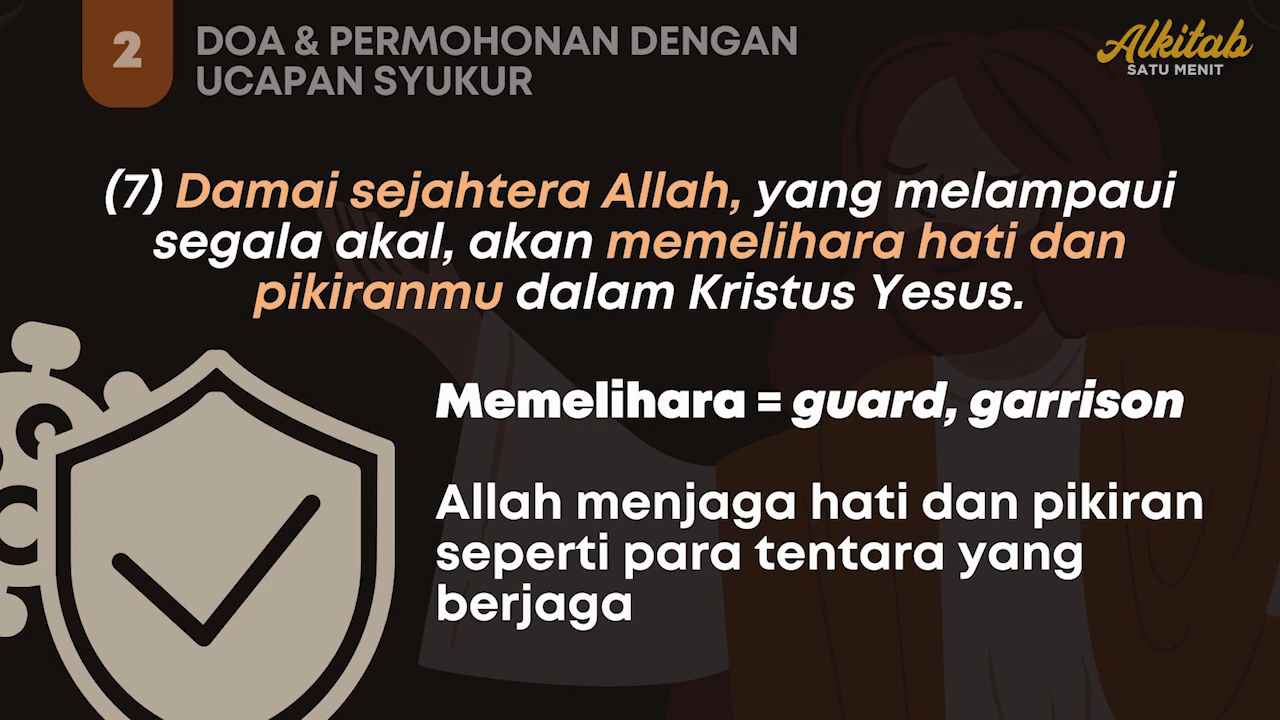 2
DOA & PERMOHONAN DENGAN
UCAPAN SYUKUR
Alkitab
SATU MENIT
(7) Damai sejahtera Allah, yang melampaui
segala akal, akan memelihara hati dan
pikiranmu dalam Kristus Yesus.
Memelihara = guard, garrison
Allah menjaga hati dan pikiran
seperti para tentara yang
berjaga